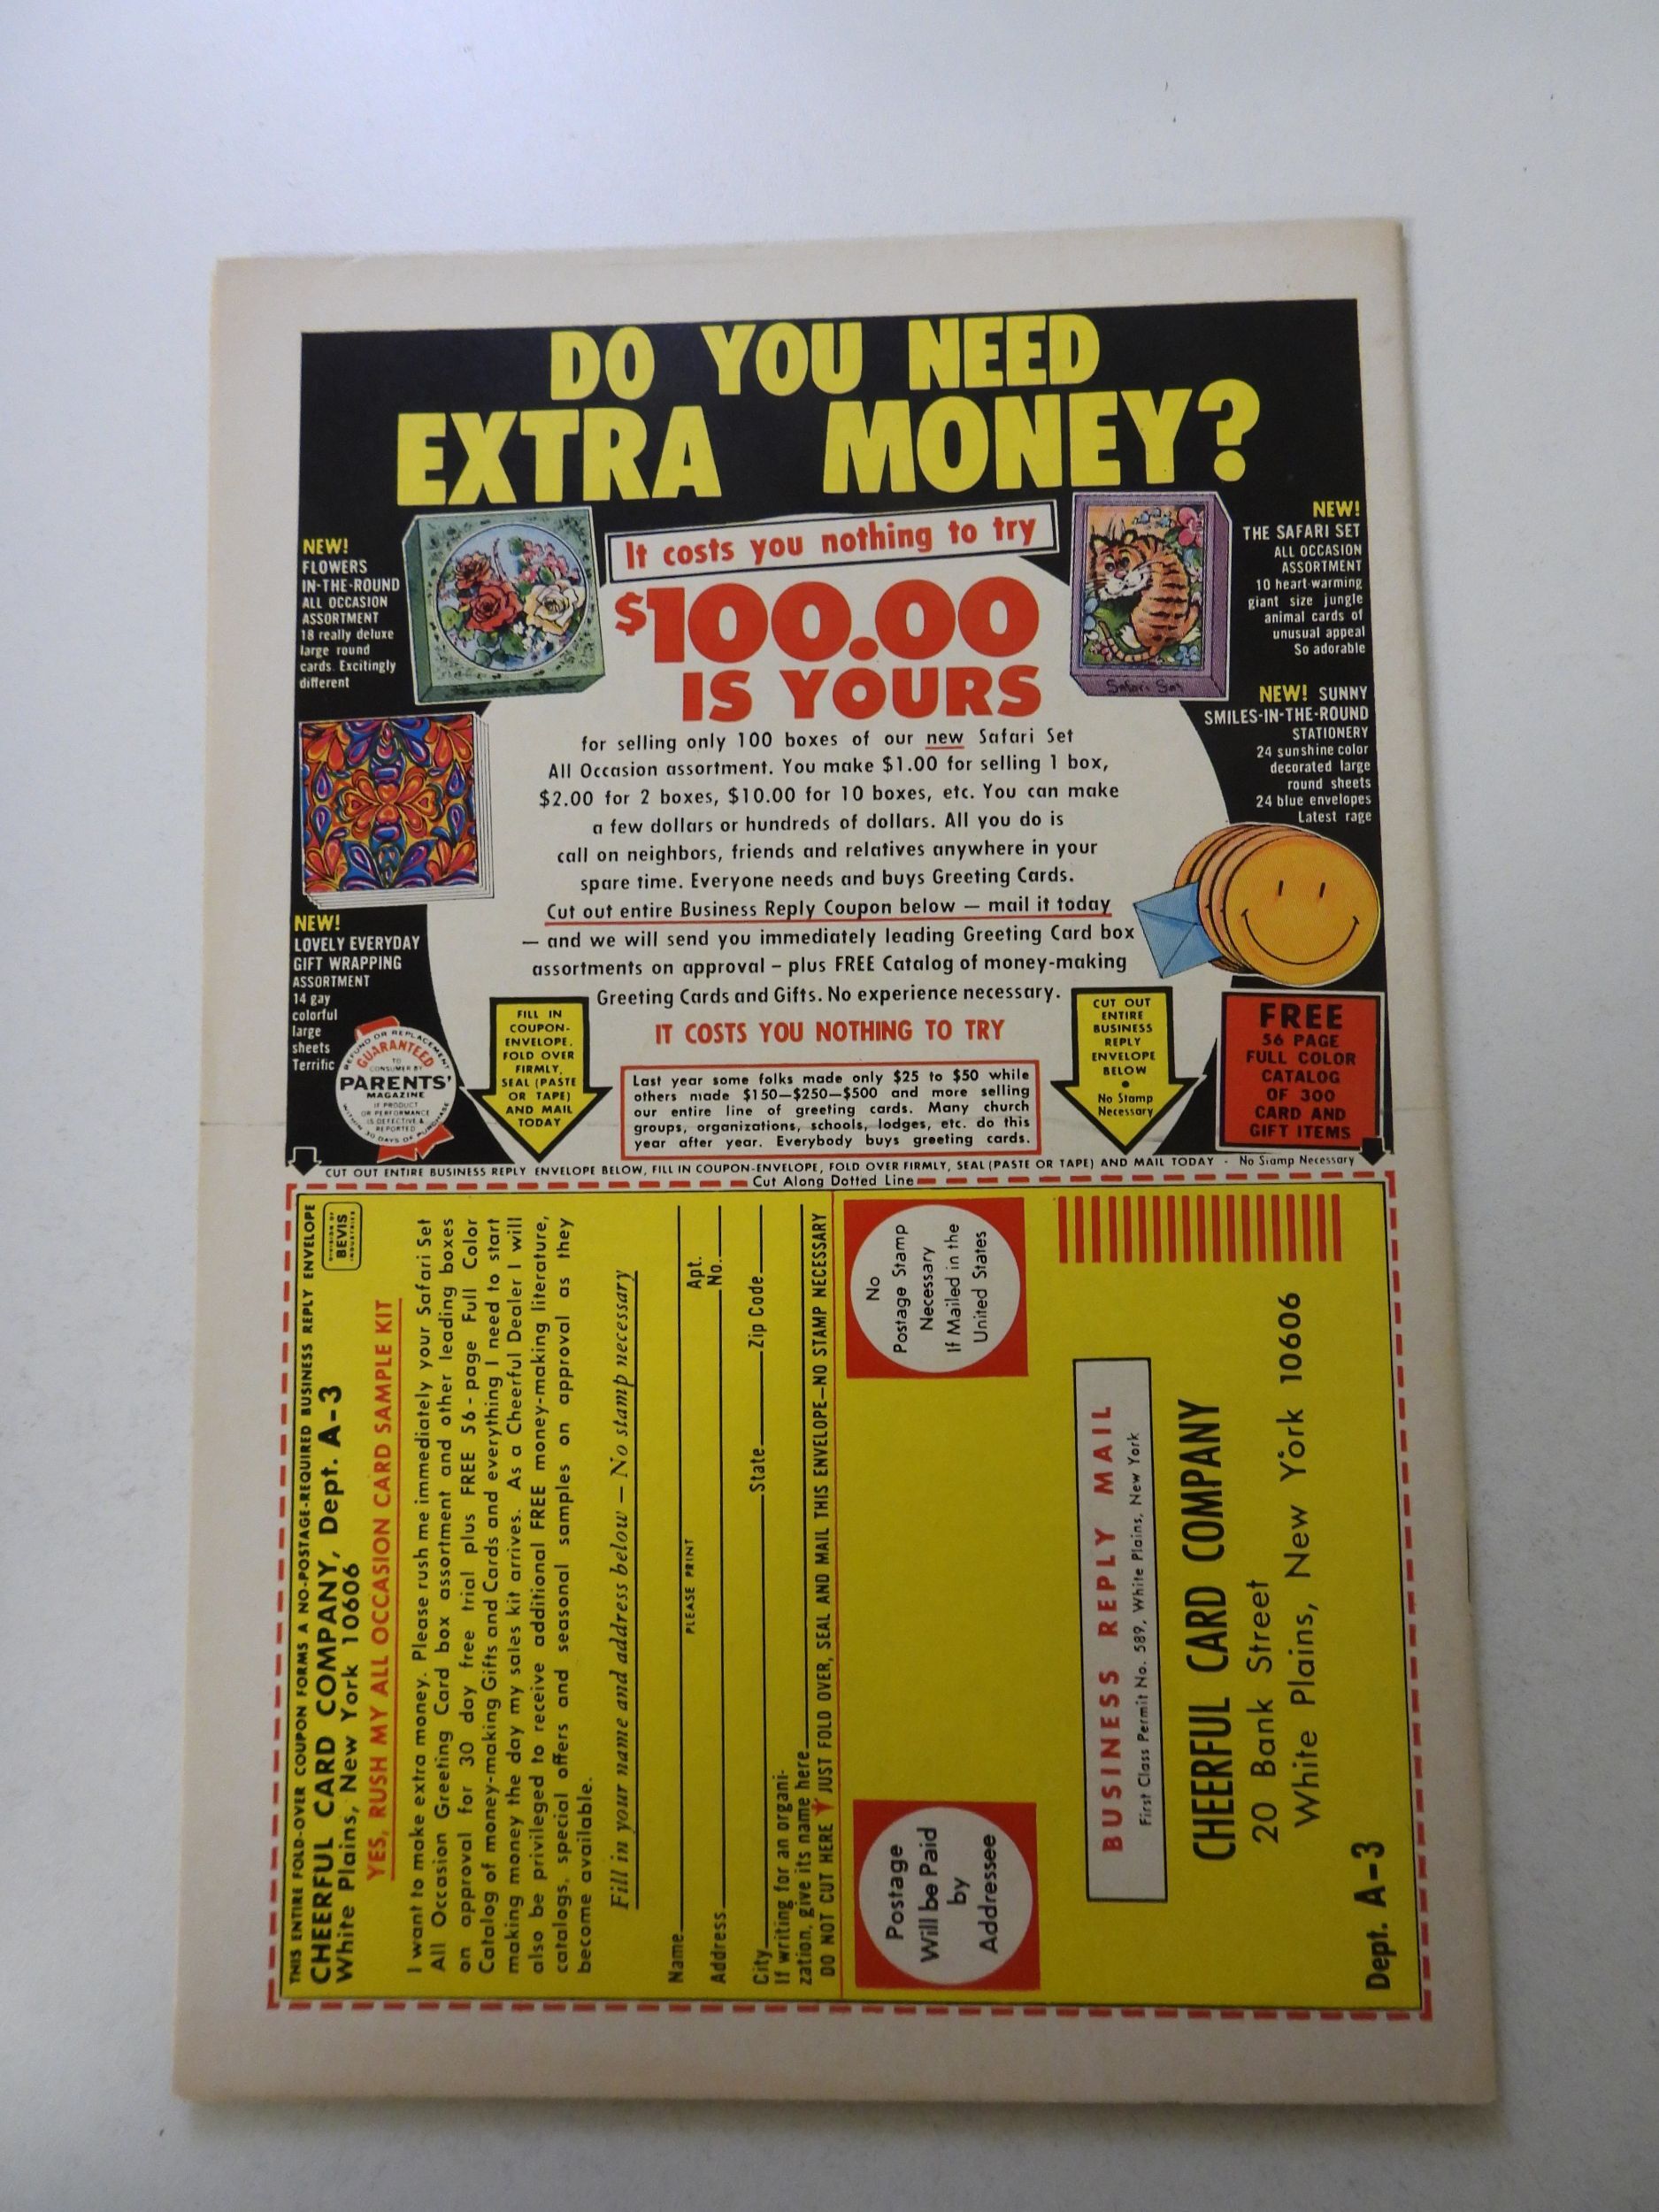 DO YOU NEED
EXTRA MONEY?
It costs you nothing to try
$100.00
IS YOURS
NEW!
FLOWERS
IN-THE-ROUND
ALL OCCASION
ASSORTMENT
18 really deluxe
large round
cards. Excitingly
different
NEW!
THE SAFARI SET
ALL OCCASION
ASSORTMENT
10 heart-warming
giant size jungle
animal cards of
unusual appeal
So adorable
Safari Set
NEW! SUNNY
SMILES-IN-THE-ROUND
STATIONERY
24 sunshine color
decorated large
round sheets
24 blue envelopes
Latest rage
for selling only 100 boxes of our new Safari Set
All Occasion assortment. You make $1.00 for selling 1 box,
$2.00 for 2 boxes, $10.00 for 10 boxes, etc. You can make
a few dollars or hundreds of dollars. All you do is
call on neighbors, friends and relatives anywhere in your
spare time. Everyone needs and buys Greeting Cards.
Cut out entire Business Reply Coupon below — mail it today
— and we will send you immediately leading Greeting Card box
assortments on approval – plus FREE Catalog of money-making
Greeting Cards and Gifts. No experience necessary.
IT COSTS YOU NOTHING TO TRY
NEW!
LOVELY EVERYDAY
GIFT WRAPPING
ASSORTMENT
14 gay
colorful
large
sheets
Terrific
REFUND OR REPLACEMENT
GUARANTEED
TO
CONSUMER BY
PARENTS'
MAGAZINE
IF PRODUCT
OR PERFORMANCE
IS DEFECTIVE &
REPORTED
WITHIN 30 DAYS OF PURCHASE
FILL IN
COUPON-
ENVELOPE.
FOLD OVER
FIRMLY,
SEAL (PASTE
OR TAPE)
AND MAIL
TODAY
Last year some folks made only $25 to $50 while
others made $150—$250—$500 and more selling
our entire line of greeting cards. Many church
groups, organizations, schools, lodges, etc. do this
year after year. Everybody buys greeting cards.
CUT OUT
ENTIRE
BUSINESS
REPLY
ENVELOPE
BELOW
•
No Stamp
Necessary
FREE
56 PAGE
FULL COLOR
CATALOG
OF 300
CARD AND
GIFT ITEMS
CUT OUT ENTIRE BUSINESS REPLY ENVELOPE BELOW, FILL IN COUPON-ENVELOPE, FOLD OVER FIRMLY, SEAL (PASTE OR TAPE) AND MAIL TODAY - No Stamp Necessary
Cut Along Dotted Line
THIS ENTIRE FOLD-OVER COUPON FORMS A NO-POSTAGE-REQUIRED BUSINESS REPLY ENVELOPE
CHEERFUL CARD COMPANY, Dept. A-3
White Plains, New York 10606
DIVISION OF
BEVIS
INDUSTRIES
YES, RUSH MY ALL OCCASION CARD SAMPLE KIT
I want to make extra money. Please rush me immediately your Safari Set
All Occasion Greeting Card box assortment and other leading boxes
on approval for 30 day free trial plus FREE 56-page Full Color
Catalog of money-making Gifts and Cards and everything I need to start
making money the day my sales kit arrives. As a Cheerful Dealer I will
also be privileged to receive additional FREE money-making literature,
catalogs, special offers and seasonal samples on approval as they
become available.
Fill in your name and address below — No stamp necessary
Name
PLEASE PRINT
Address Apt. No.
City State Zip Code
If writing for an organi-
zation, give its name here
DO NOT CUT HERE JUST FOLD OVER, SEAL AND MAIL THIS ENVELOPE—NO STAMP NECESSARY
Postage
Will be Paid
by
Addressee
No
Postage Stamp
Necessary
If Mailed in the
United States
BUSINESS REPLY MAIL
First Class Permit No. 589, White Plains, New York
CHEERFUL CARD COMPANY
20 Bank Street
White Plains, New York 10606
Dept. A-3